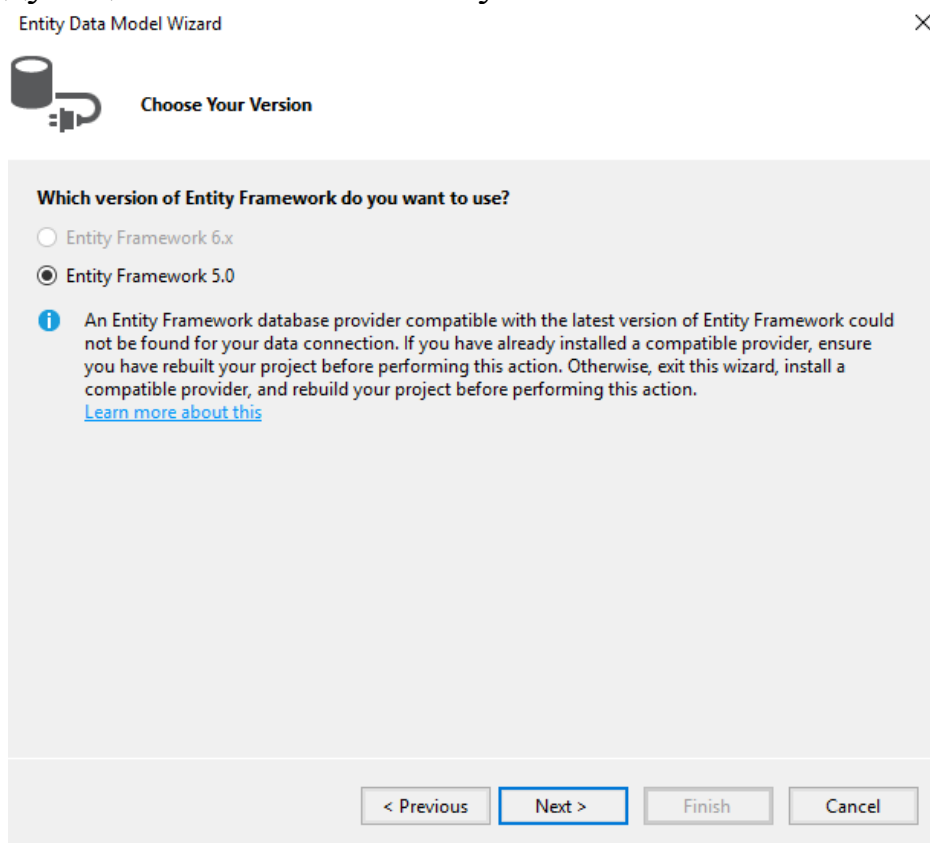 Entity Data Model Wizard
Choose Your Version
Which version of Entity Framework do you want to use?
Entity Framework 6.x
Entity Framework 5.0
An Entity Framework database provider compatible with the latest version of Entity Framework could
not be found for your data connection. If you have already installed a compatible provider, ensure
you have rebuilt your project before performing this action. Otherwise, exit this wizard, install a
compatible provider, and rebuild your project before performing this action.
Learn more about this
< Previous
Next >
Finish
Cancel